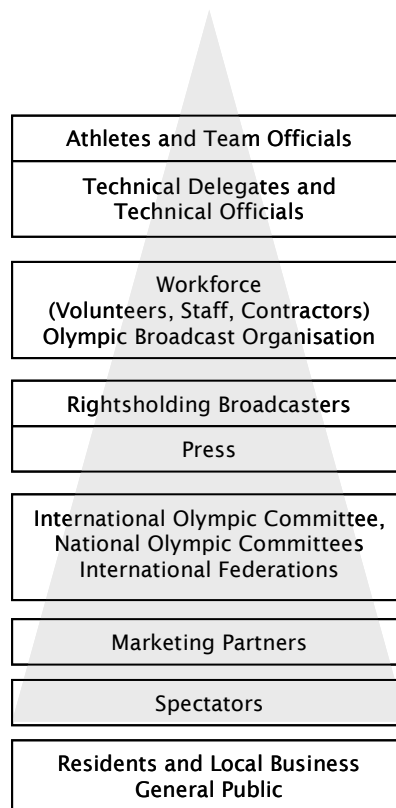 Athletes and Team Officials
Technical Delegates and
Technical Officials
Workforce
(Volunteers, Staff, Contractors)
Olympic Broadcast Organisation
Rightsholding Broadcasters
Press
International Olympic Committee,
National Olympic Committees
International Federations
Marketing Partners
Spectators
Residents and Local Business
General Public